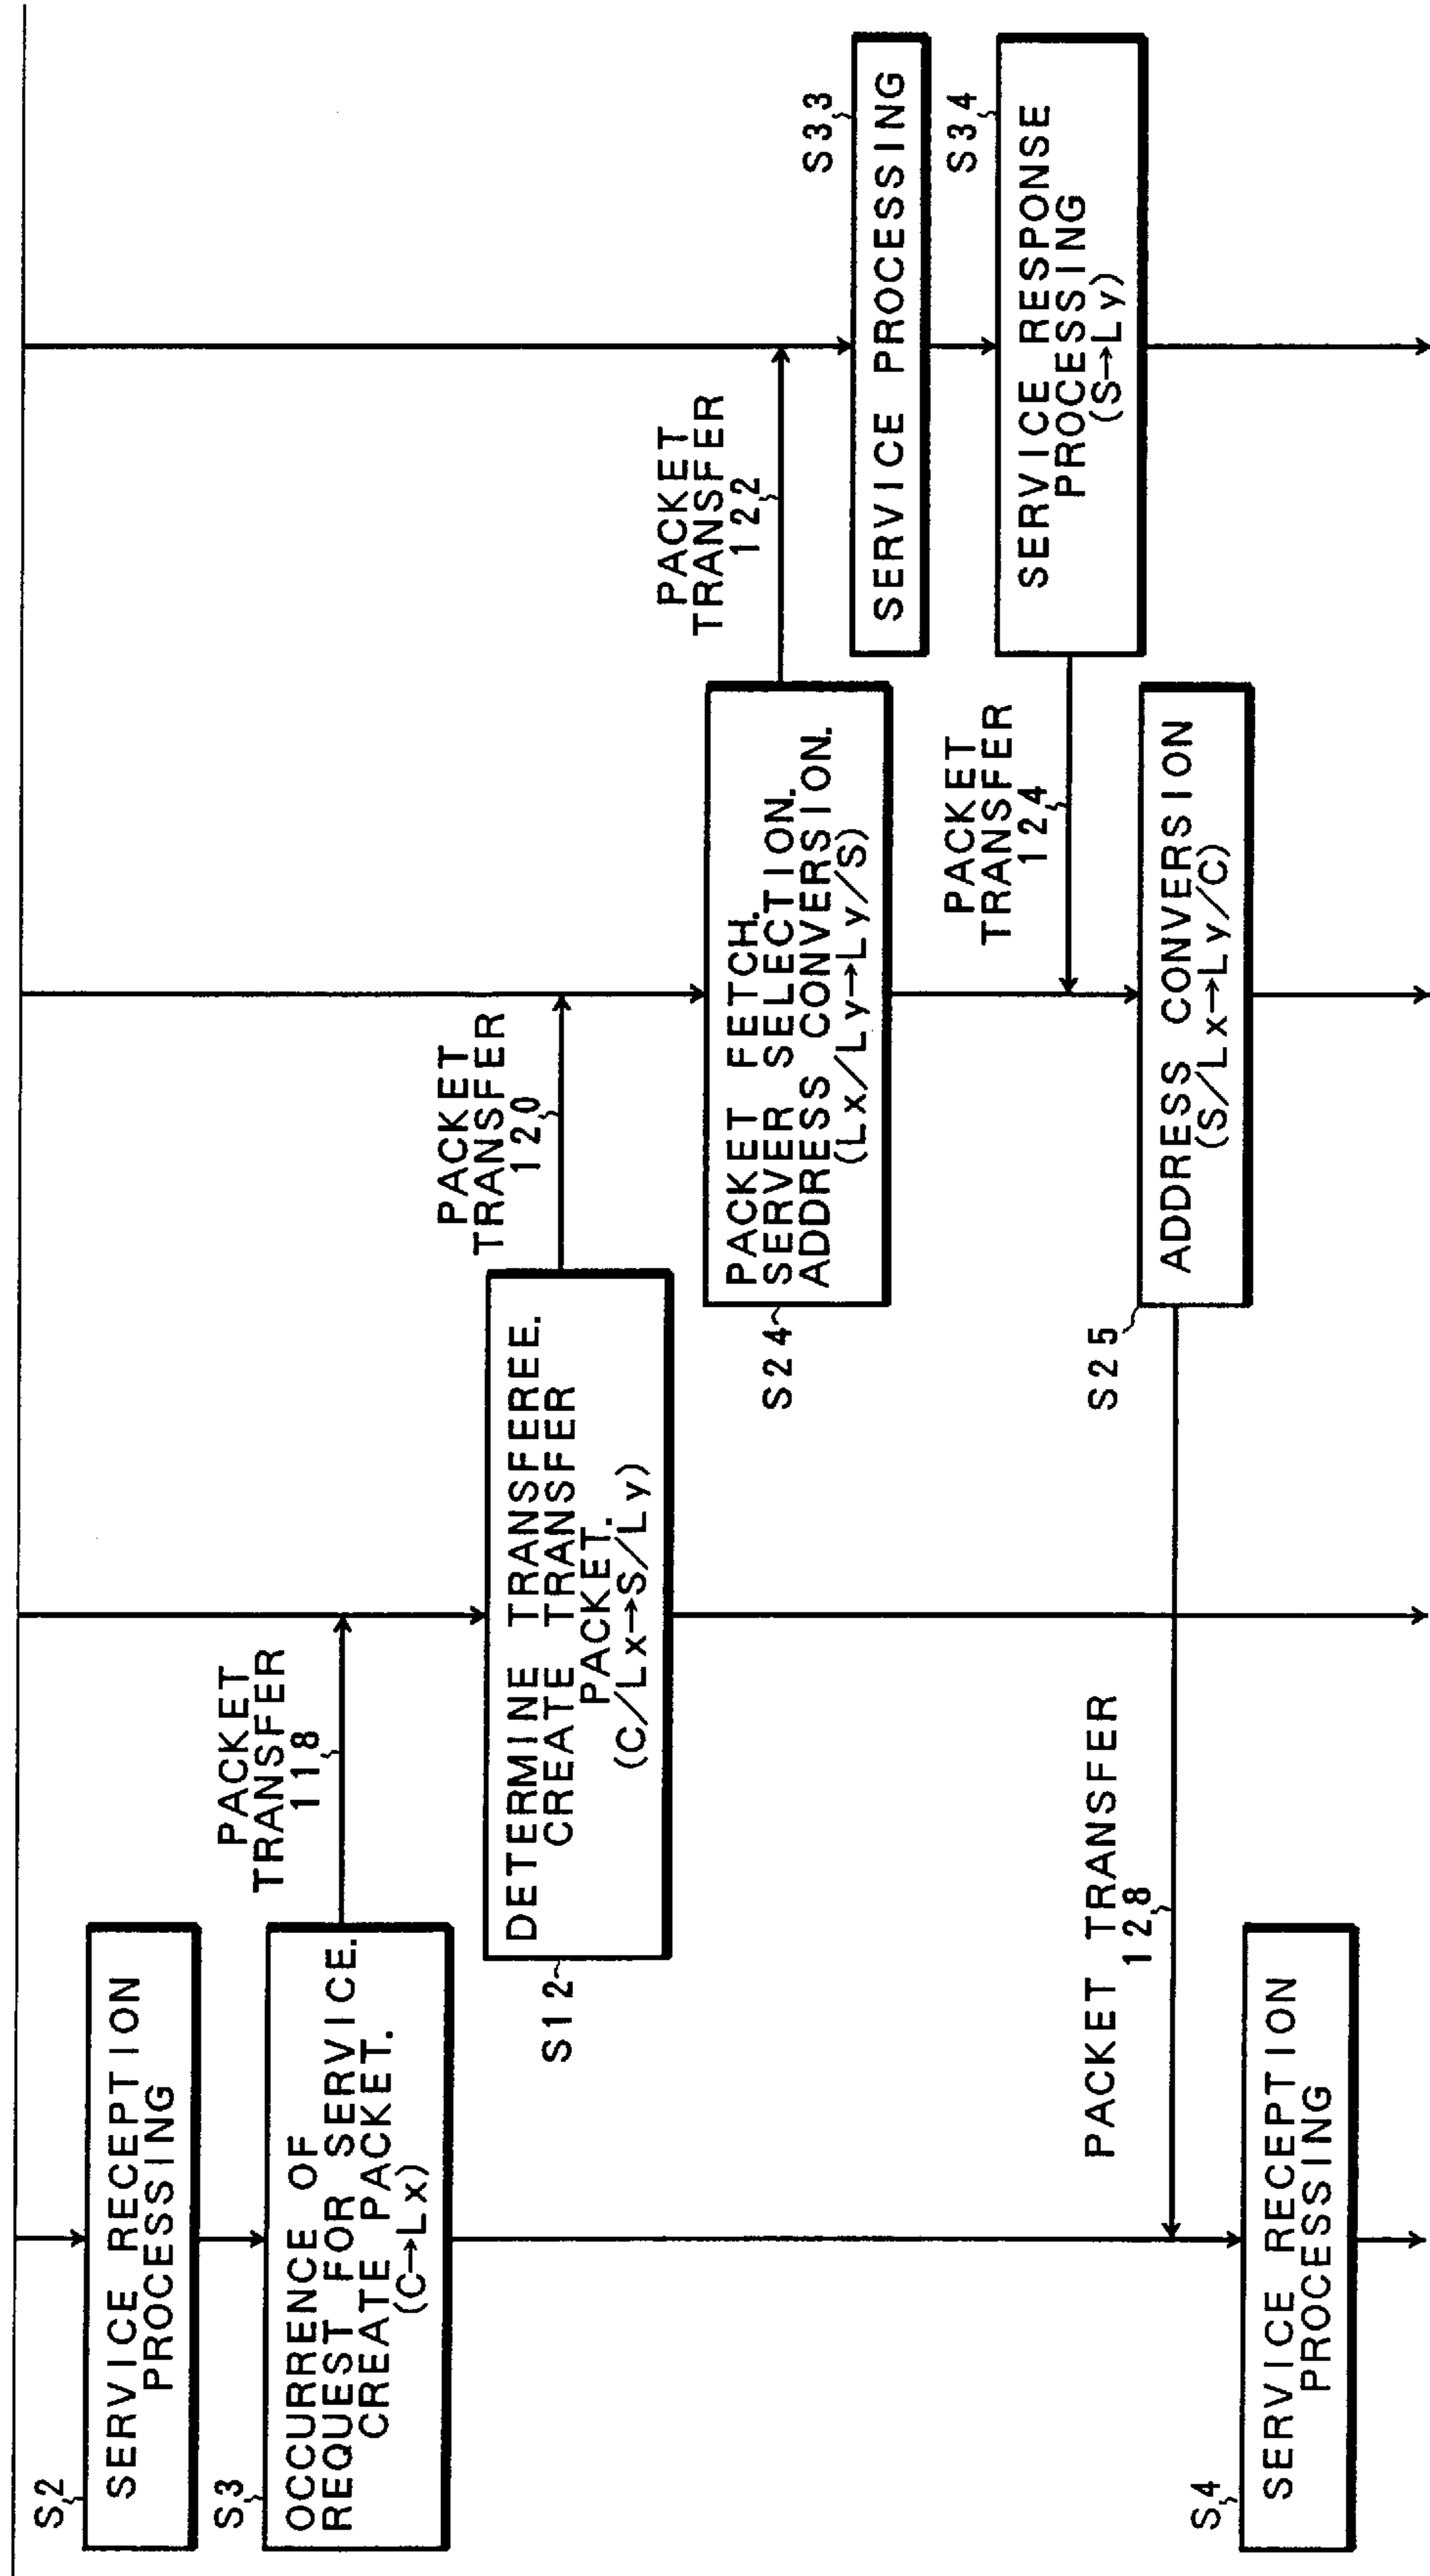 S2
SERVICE RECEPTION
PROCESSING
S3
OCCURRENCE OF
REQUEST FOR SERVICE.
CREATE PACKET.
(C→Lx)
PACKET
TRANSFER
118
S12
DETERMINE TRANSFEREE.
CREATE TRANSFER
PACKET.
(C/Lx→S/Ly)
PACKET
TRANSFER
120
S24
PACKET FETCH.
SERVER SELECTION.
ADDRESS CONVERSION.
(Lx/Ly→Ly/S)
PACKET
TRANSFER
122
S33
SERVICE PROCESSING
S34
SERVICE RESPONSE
PROCESSING
(S→Ly)
PACKET
TRANSFER
124
S25
ADDRESS CONVERSION
(S/Lx→Ly/C)
PACKET TRANSFER
128
S4
SERVICE RECEPTION
PROCESSING